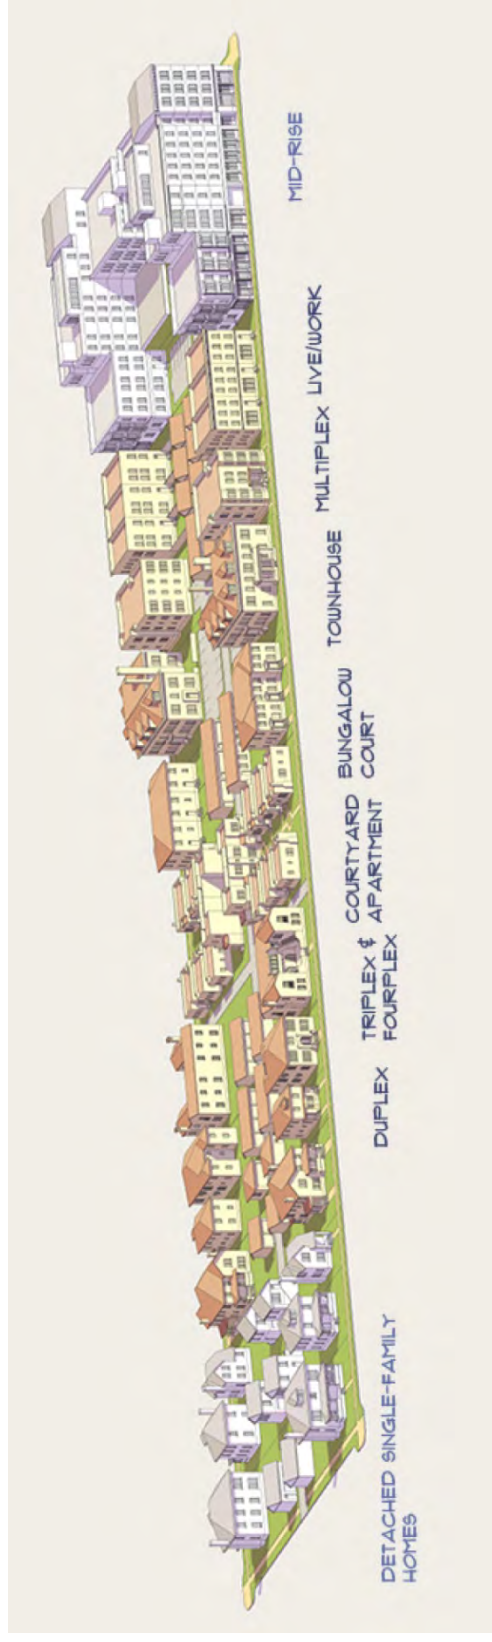 DETACHED SINGLE-FAMILY
HOMES
DUPLEX
TRIPLEX &
FOURPLEX
COURTYARD
APARTMENT
BUNGALOW
COURT
TOWNHOUSE
MULTIPLEX
LIVE/WORK
MID-RISE